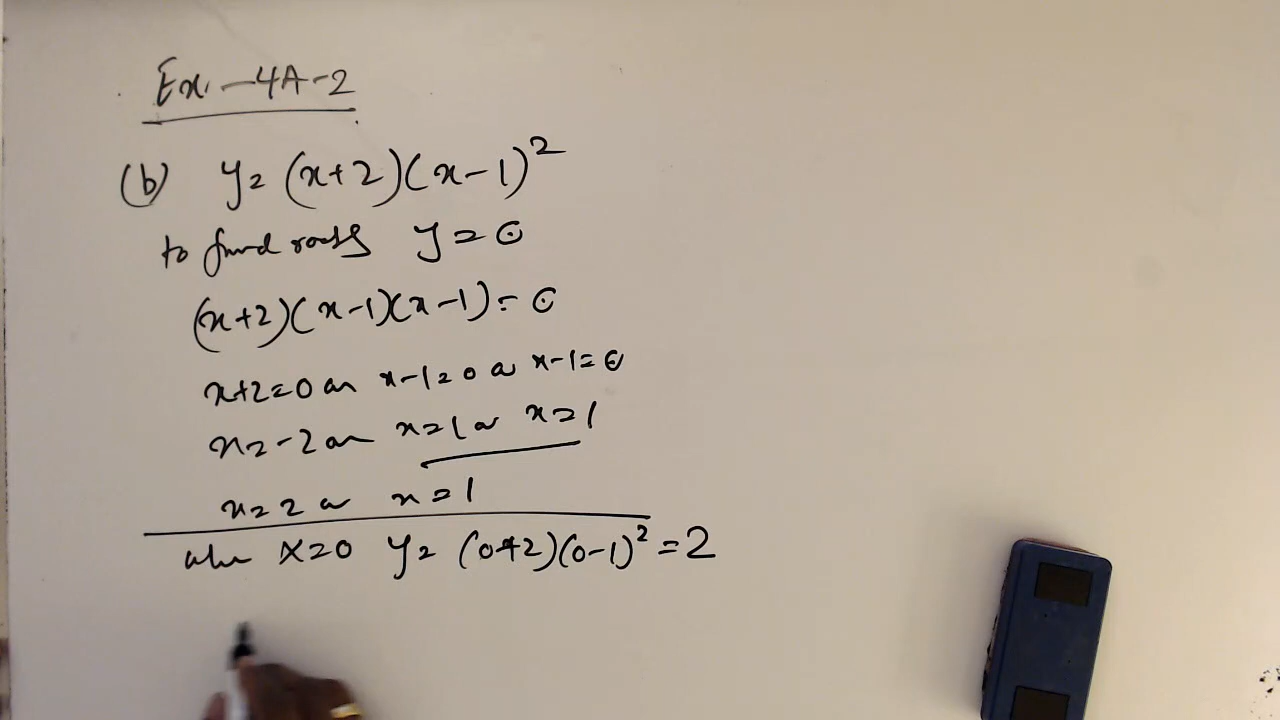 Ex. - 4A - 2
(b) y = (x+2)(x-1)²
to find roots y = 0
(x+2)(x-1)(x-1) = 0
x+2=0 or x-1=0 or x-1=0
x=-2 or x=1 or x=1
x=2 or x=1
when x=0 y = (0+2)(0-1)² = 2